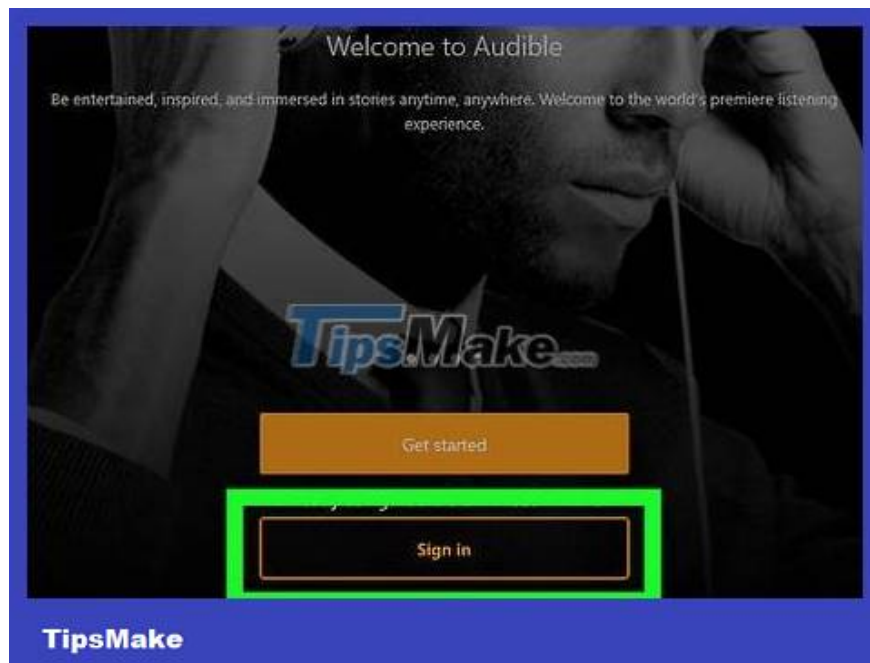 Welcome to Audible
Be entertained, inspired, and immersed in stories anytime, anywhere. Welcome to the world's premiere listening
experience.
TipsMake.com
Get started
Sign in
TipsMake